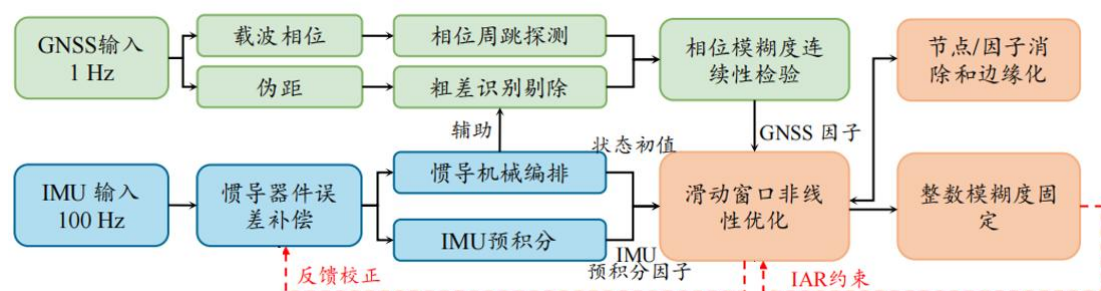 GNSS输入
1 Hz
载波相位
相位周跳探测
伪距
粗差识别剔除
相位模糊度连
续性检验
节点/因子消
除和边缘化
辅助
状态初值
GNSS 因子
IMU 输入
100 Hz
惯导器件误
差补偿
惯导机械编排
IMU预积分
滑动窗口非线
性优化
整数模糊度固
定
IMU
预积分因子
反馈校正
IAR约束